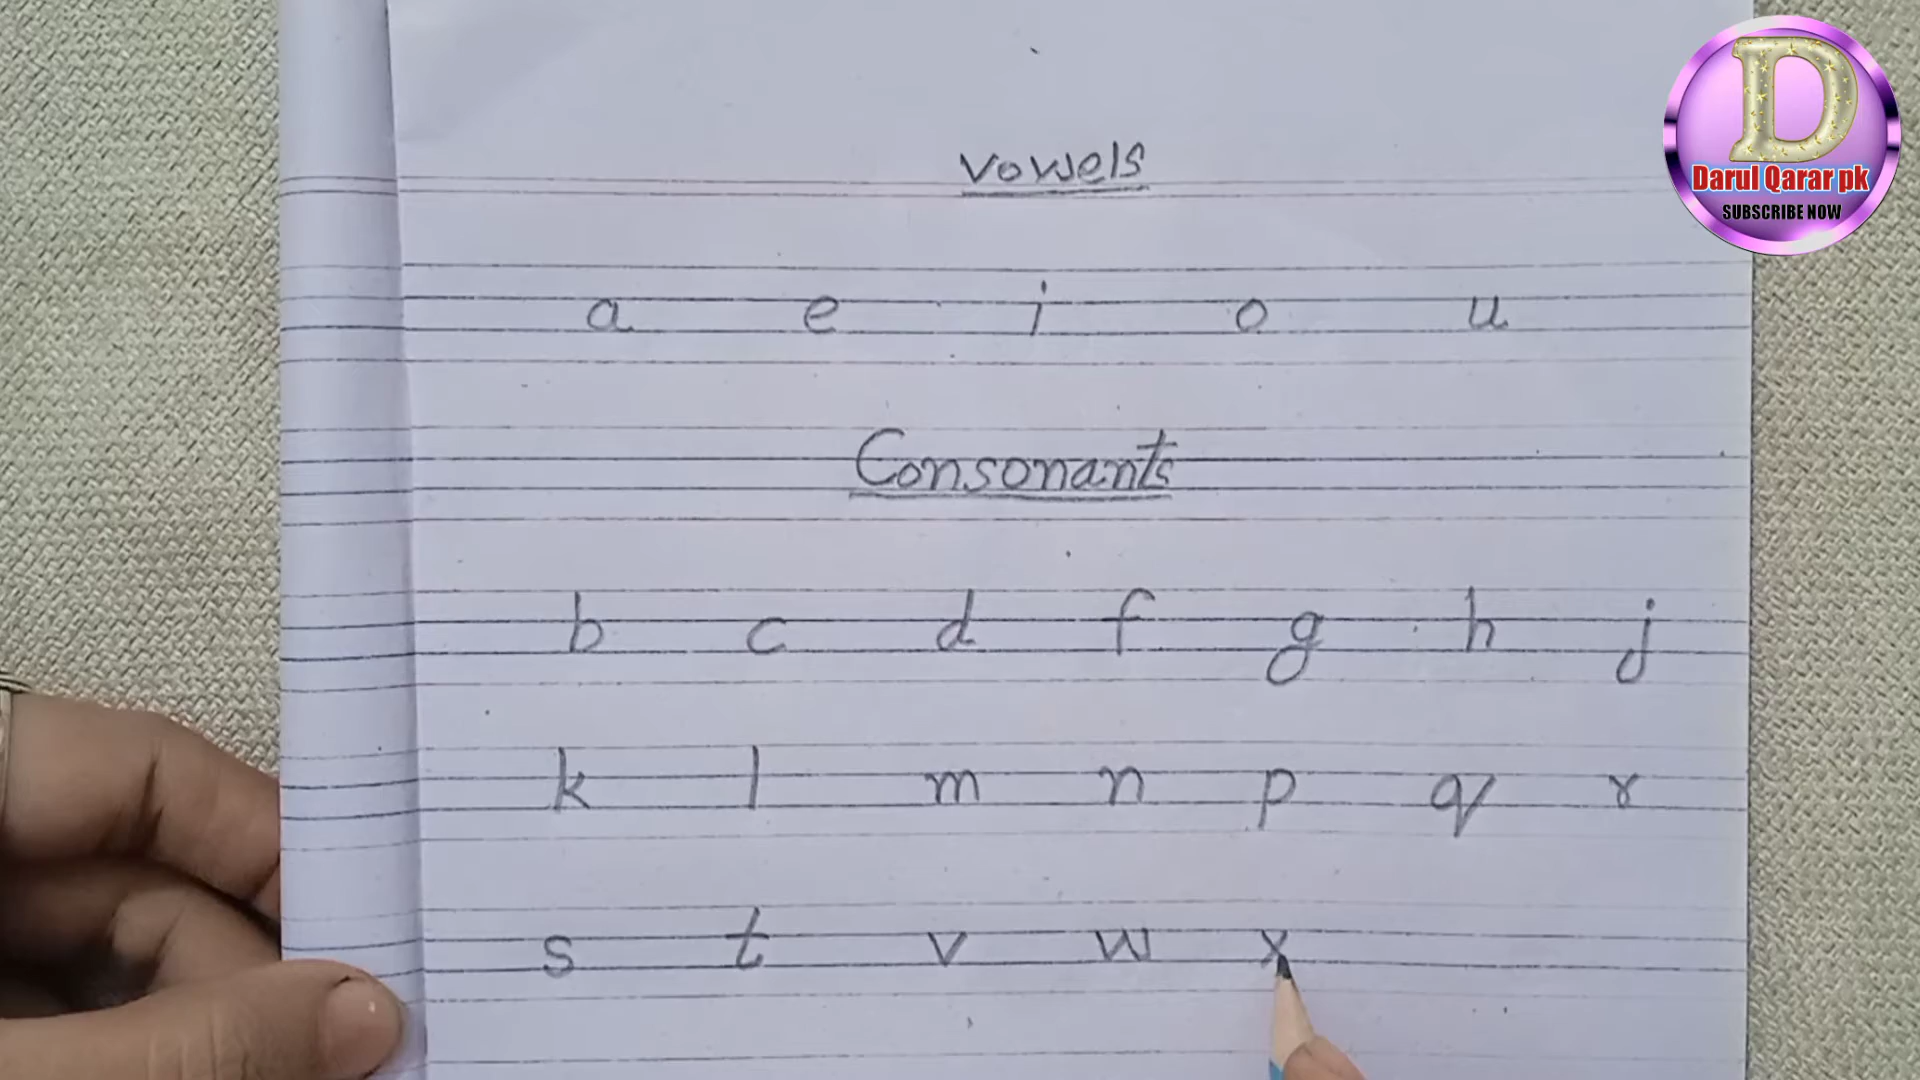 D
Darul Qarar pk
SUBSCRIBE NOW
Vowels
a e i o u
Consonants
b c d f g h j
k l m n p q r
s t v w x